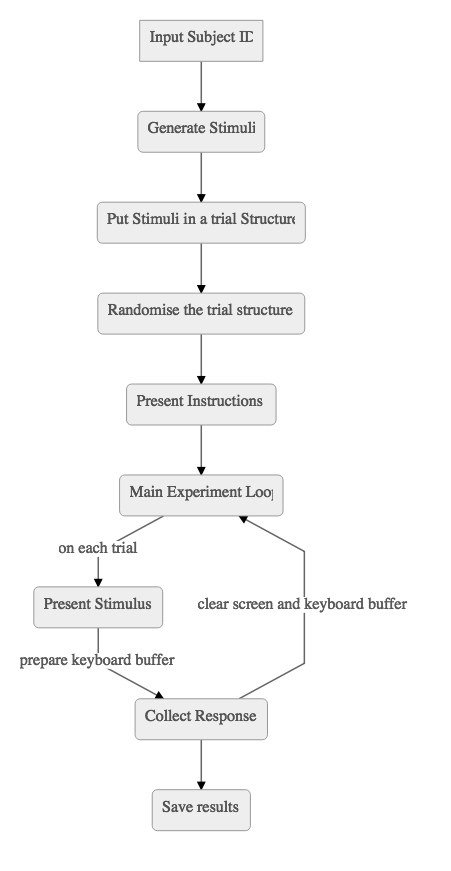 Input Subject ID
Generate Stimuli
Put Stimuli in a trial Structure
Randomise the trial structure
Present Instructions
Main Experiment Loop
on each trial
Present Stimulus
clear screen and keyboard buffer
prepare keyboard buffer
Collect Response
Save results